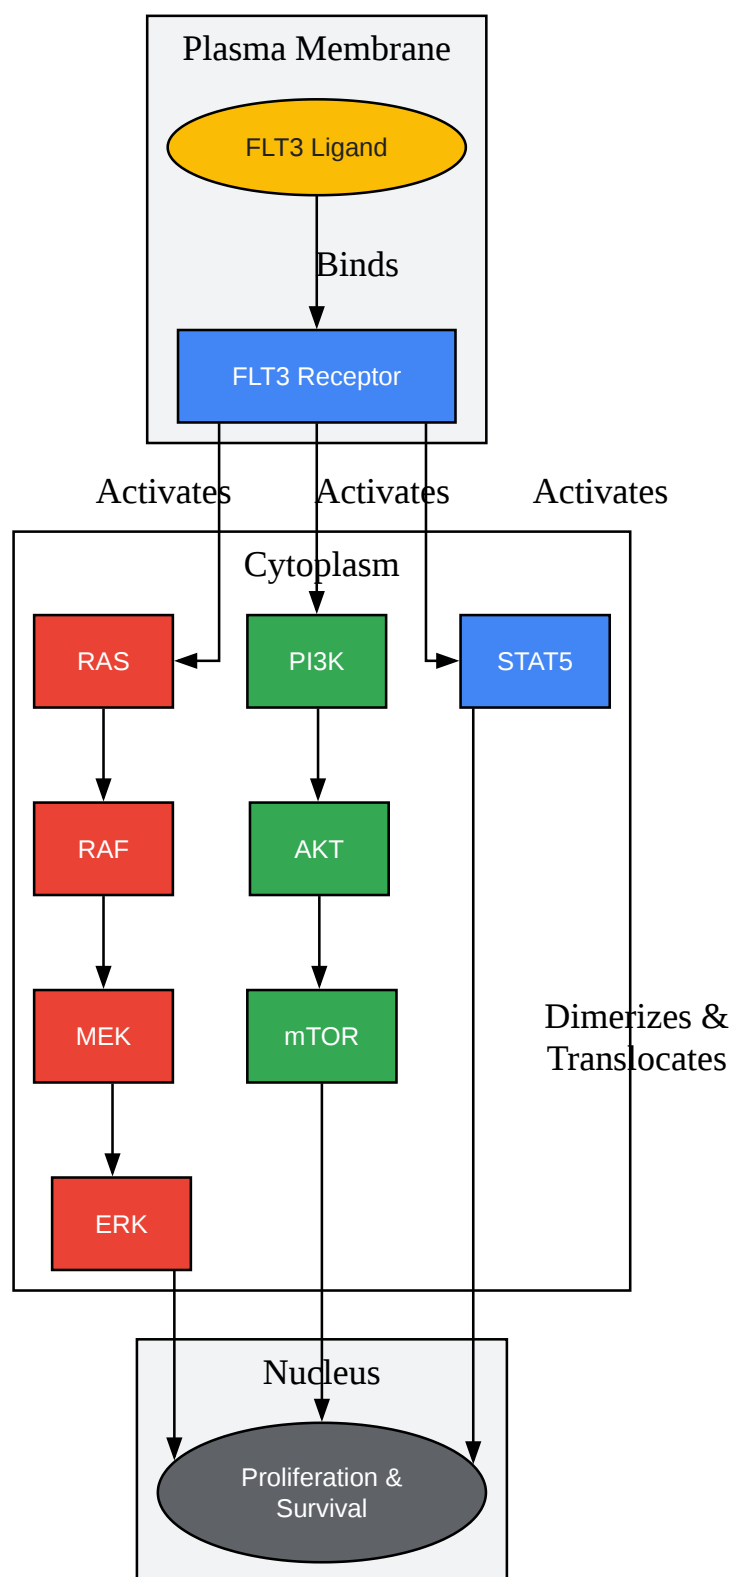 Plasma Membrane
FLT3 Ligand
Binds
FLT3 Receptor
Activates
Activates
Activates
Cytoplasm
RAS
PI3K
STAT5
RAF
AKT
MEK
mTOR
Dimerizes &
Translocates
ERK
Nucleus
Proliferation &
Survival